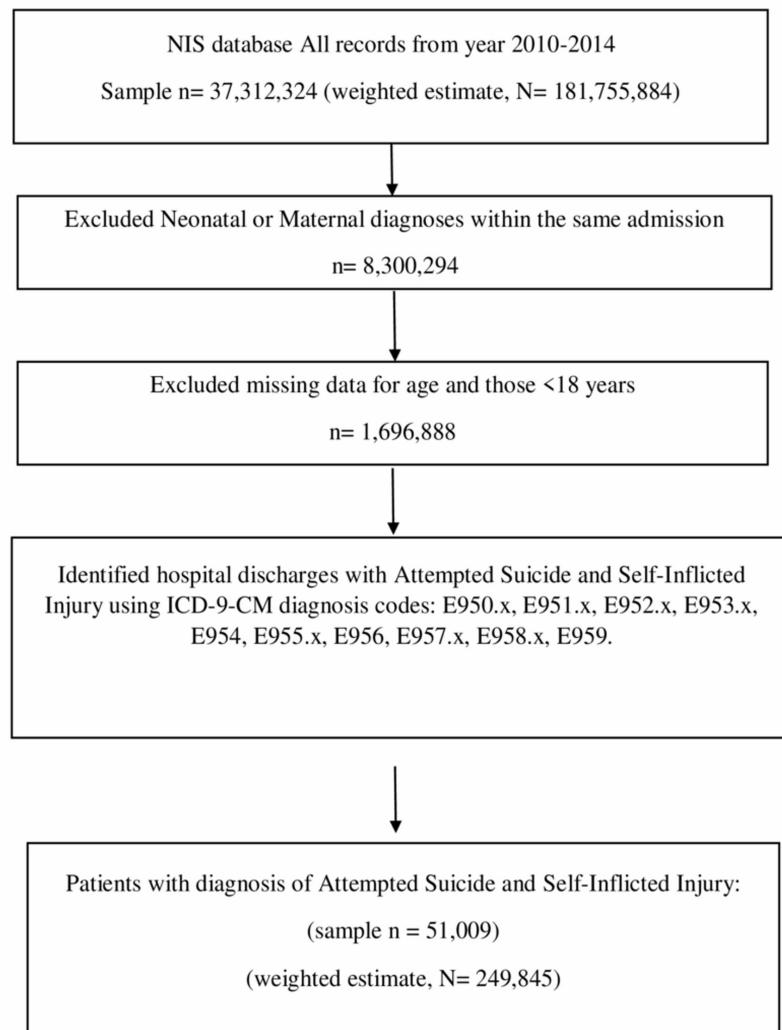 NIS database All records from year 2010-2014
Sample n= 37,312,324 (weighted estimate, N= 181,755,884)
Excluded Neonatal or Maternal diagnoses within the same admission
n= 8,300,294
Excluded missing data for age and those <18 years
n= 1,696,888
Identified hospital discharges with Attempted Suicide and Self-Inflicted
Injury using ICD-9-CM diagnosis codes: E950.x, E951.x, E952.x, E953.x,
E954, E955.x, E956, E957.x, E958.x, E959.
Patients with diagnosis of Attempted Suicide and Self-Inflicted Injury:
(sample n = 51,009)
(weighted estimate, N= 249,845)